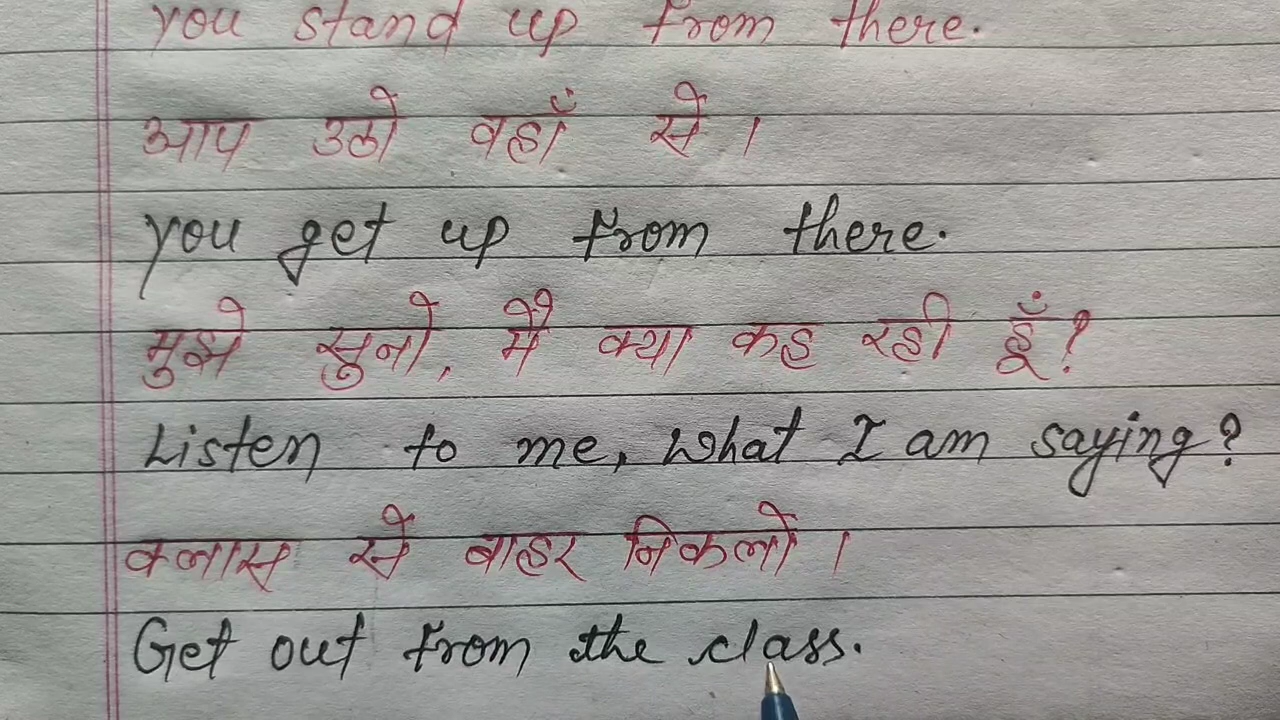 you stand up from there.
आप उठो वहाँ से ।
you get up from there.
मुझे सुनो, मैं क्या कह रही हूँ?
Listen to me, what I am saying?
क्लास से बाहर निकलो ।
Get out from the class.